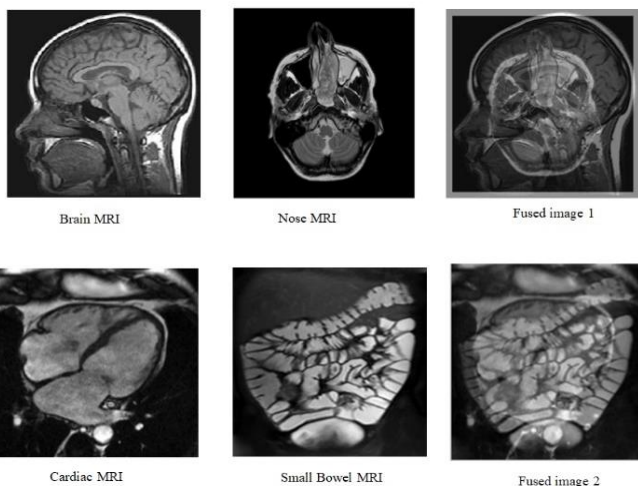 Brain MRI
Nose MRI
Fused image 1
Cardiac MRI
Small Bowel MRI
Fused image 2